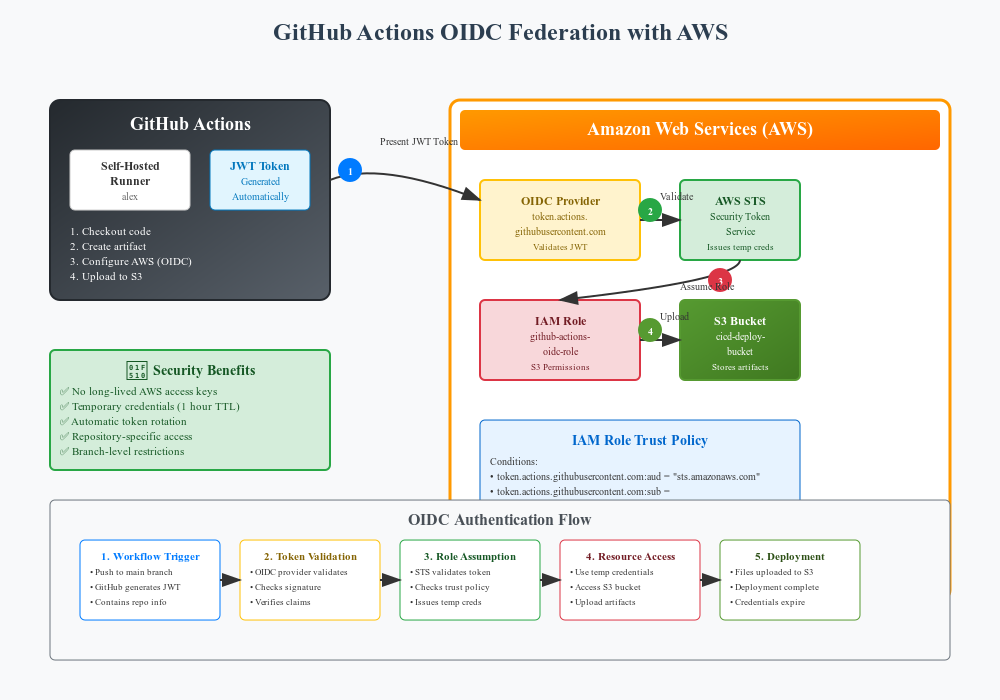 GitHub Actions OIDC Federation with AWS
GitHub Actions
Self-Hosted
Runner
alex
JWT Token
Generated
Automatically
1. Checkout code
2. Create artifact
3. Configure AWS (OIDC)
4. Upload to S3
1
Present JWT Token
Amazon Web Services (AWS)
OIDC Provider
token.actions.
githubusercontent.com
Validates JWT
Validate
2
AWS STS
Security Token
Service
Issues temp creds
3
Assume Role
IAM Role
github-actions-
oidc-role
S3 Permissions
Upload
4
S3 Bucket
cicd-deploy-
bucket
Stores artifacts
01F510 Security Benefits
✅ No long-lived AWS access keys
✅ Temporary credentials (1 hour TTL)
✅ Automatic token rotation
✅ Repository-specific access
✅ Branch-level restrictions
IAM Role Trust Policy
Conditions:
• token.actions.githubusercontent.com:aud = "sts.amazonaws.com"
• token.actions.githubusercontent.com:sub =
OIDC Authentication Flow
1. Workflow Trigger
• Push to main branch
• GitHub generates JWT
• Contains repo info
2. Token Validation
• OIDC provider validates
• Checks signature
• Verifies claims
3. Role Assumption
• STS validates token
• Checks trust policy
• Issues temp creds
4. Resource Access
• Use temp credentials
• Access S3 bucket
• Upload artifacts
5. Deployment
• Files uploaded to S3
• Deployment complete
• Credentials expire